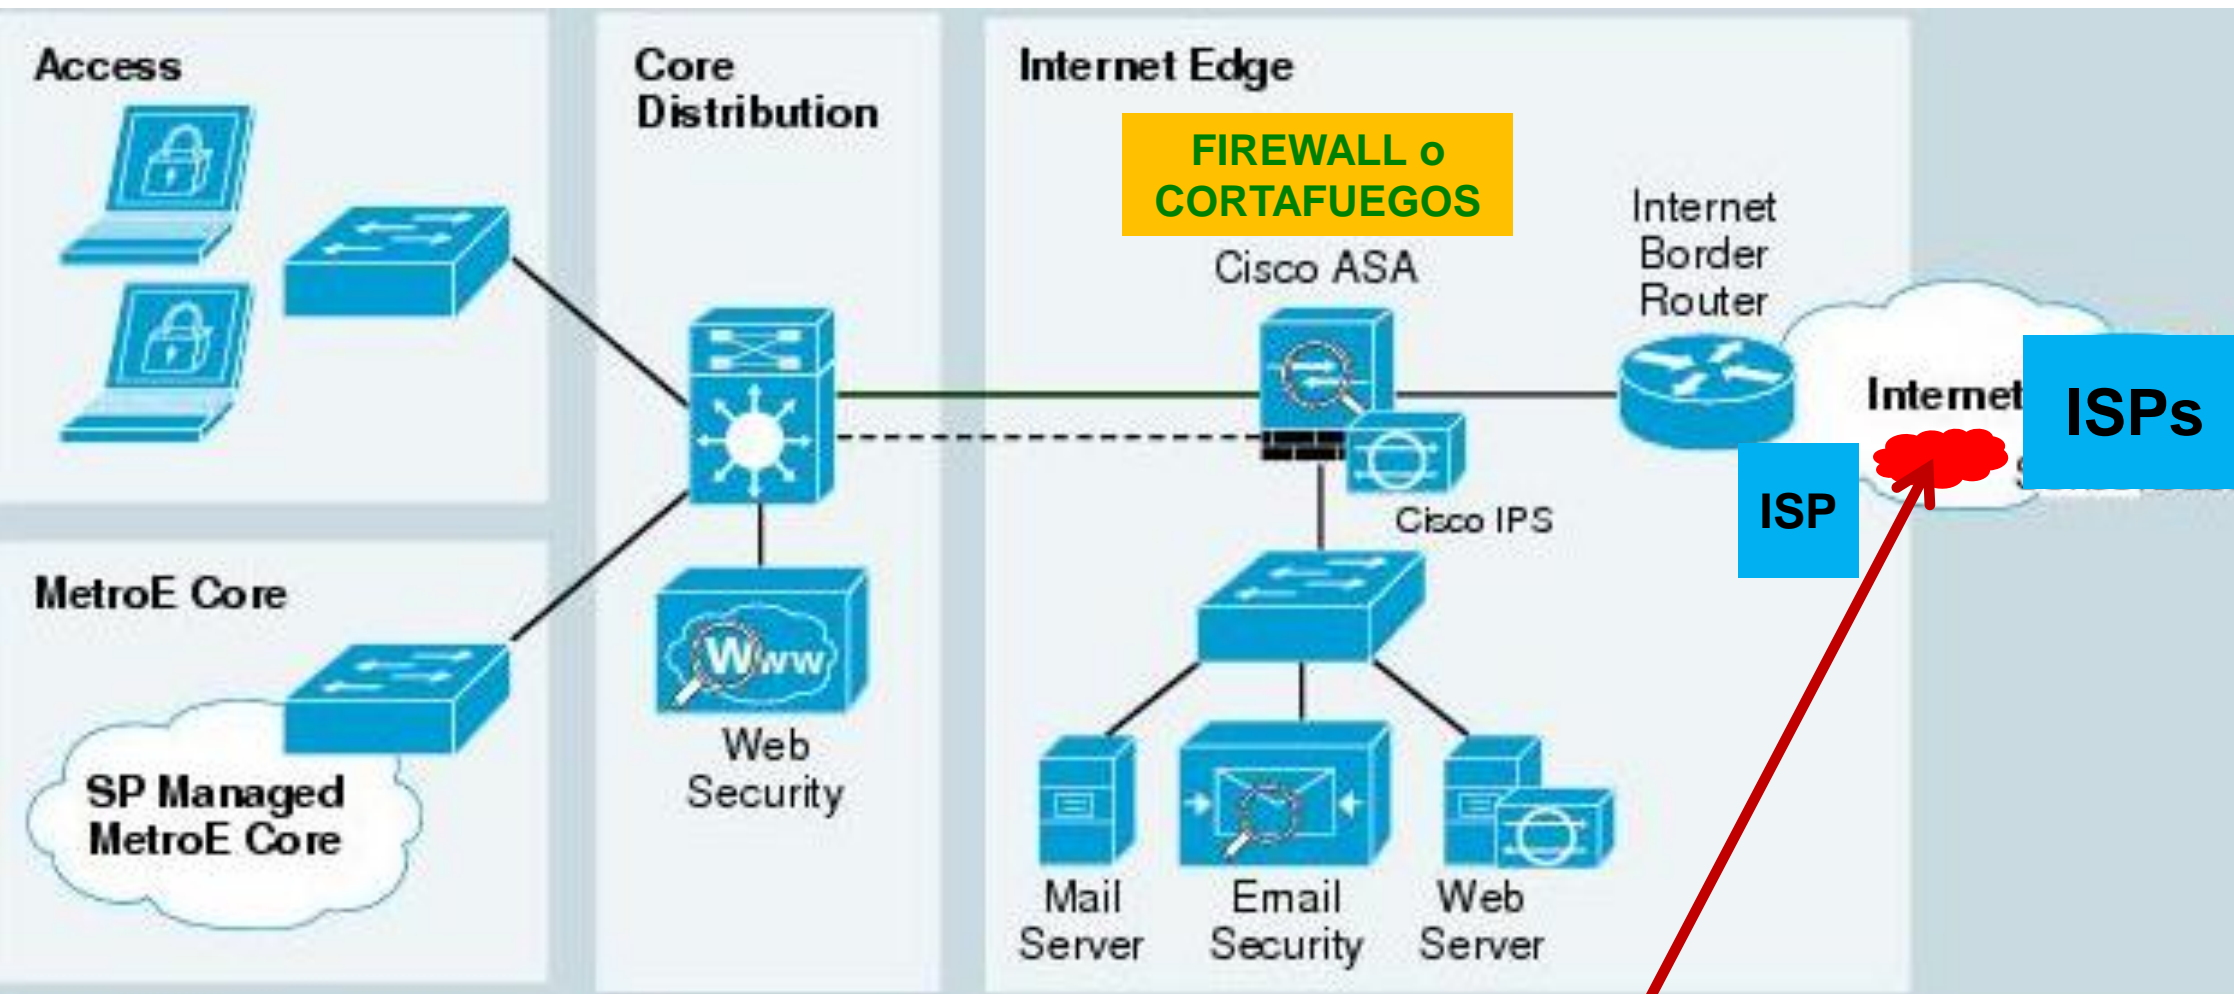 Access
Core
Distribution
Internet Edge
FIREWALL o
CORTAFUEGOS
Cisco ASA
Internet
Border
Router
Internet
ISPs
ISP
Cisco IPS
MetroE Core
SP Managed
MetroE Core
Www
Web
Security
Mail
Server
Email
Security
Web
Server